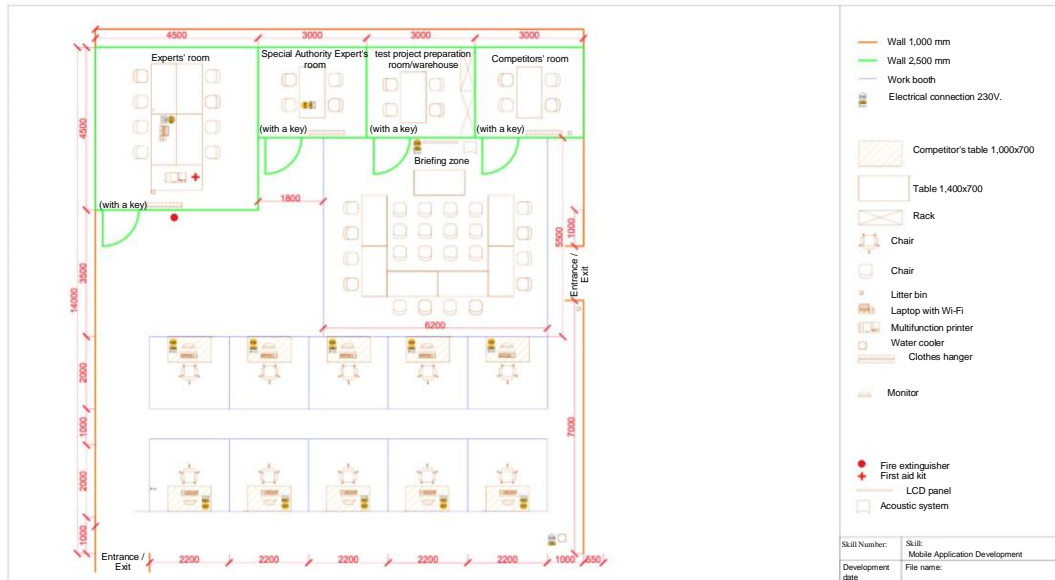 4500 3000 3000 3000
Experts' room
Special Authority Expert's
room
test project preparation
room/warehouse
Competitors' room
4500
(with a key)
(with a key)
(with a key)
(with a key)
Briefing zone
1800
5500
1000
Entrance /
Exit
3500
14000
6200
2000
1000
7000
2000
1000
Entrance /
Exit
2200 2200 2200 2200 2200 1000 550
Wall 1,000 mm
Wall 2,500 mm
Work booth
Electrical connection 230V.
Competitor's table 1,000x700
Table 1,400x700
Rack
Chair
Chair
Litter bin
Laptop with Wi-Fi
Multifunction printer
Water cooler
Clothes hanger
Monitor
Fire extinguisher
First aid kit
LCD panel
Acoustic system
Skill Number:
Skill:
Mobile Application Development
Development
date
File name: